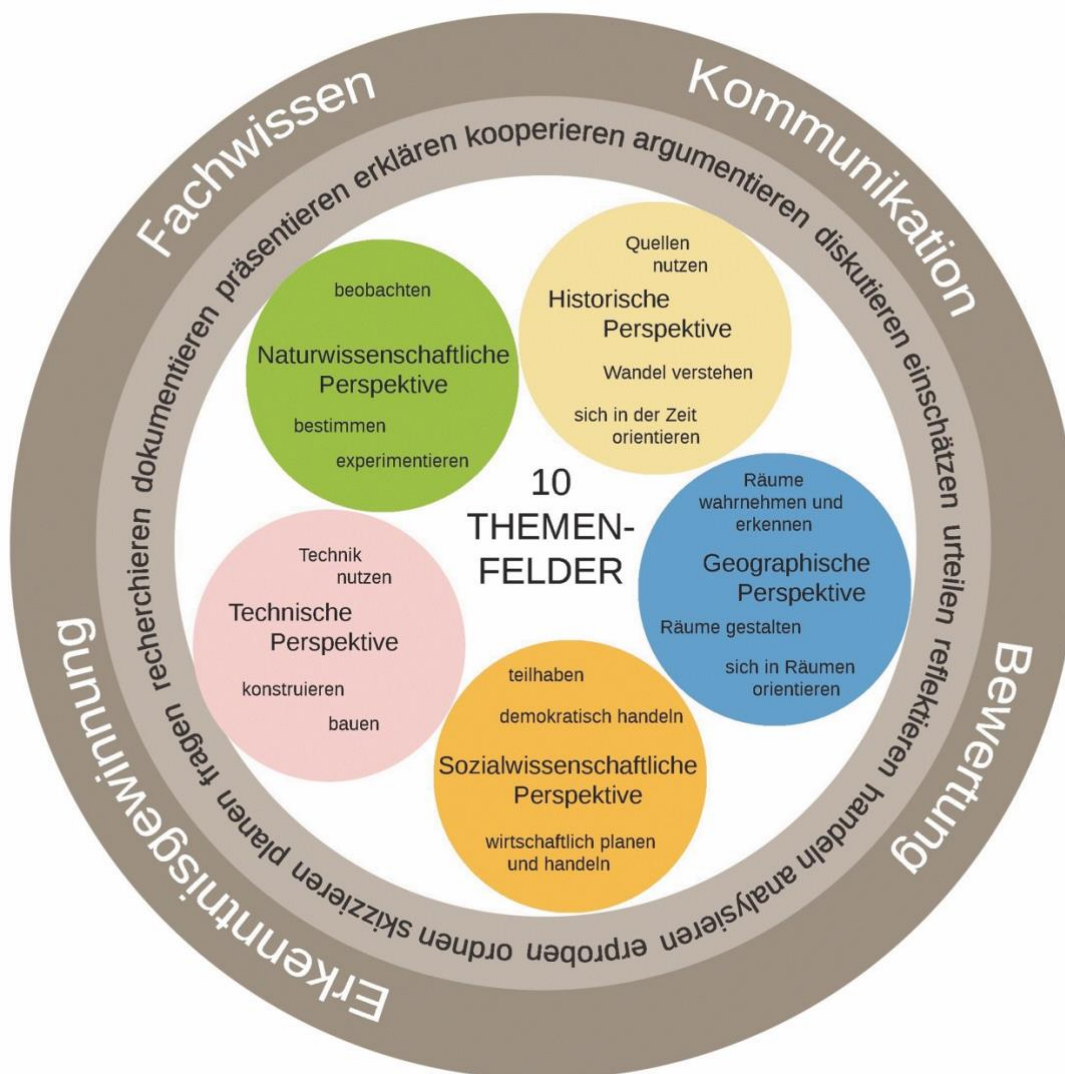 Fachwissen
Kommunikation
Bewertung
Erkenntnisgewinnung
fragen recherchieren dokumentieren präsentieren erklären kooperieren argumentieren diskutieren einschätzen urteilen reflektieren handeln analysieren erproben ordnen skizzieren planen
beobachten
Naturwissenschaftliche
Perspektive
bestimmen
experimentieren
Quellen
nutzen
Historische
Perspektive
Wandel verstehen
sich in der Zeit
orientieren
10
THEMEN-
FELDER
Räume
wahrnehmen und
erkennen
Geographische
Perspektive
Räume gestalten
sich in Räumen
orientieren
Technik
nutzen
Technische
Perspektive
konstruieren
bauen
teilhaben
demokratisch handeln
Sozialwissenschaftliche
Perspektive
wirtschaftlich planen
und handeln